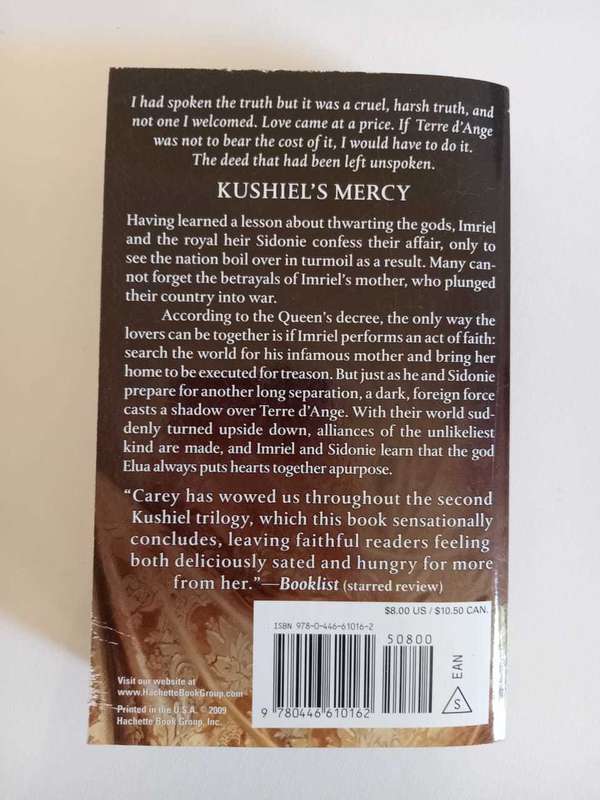 I had spoken the truth but it was a cruel, harsh truth, and
not one I welcomed. Love came at a price. If Terre d'Ange
was not to bear the cost of it, I would have to do it.
The deed that had been left unspoken.
KUSHIEL'S MERCY
Having learned a lesson about thwarting the gods, Imriel
and the royal heir Sidonie confess their affair, only to
see the nation boil over in turmoil as a result. Many can-
not forget the betrayals of Imriel's mother, who plunged
their country into war.
According to the Queen's decree, the only way the
lovers can be together is if Imriel performs an act of faith:
search the world for his infamous mother and bring her
home to be executed for treason. But just as he and Sidonie
prepare for another long separation, a dark, foreign force
casts a shadow over Terre d'Ange. With their world sud-
denly turned upside down, alliances of the unlikeliest
kind are made, and Imriel and Sidonie learn that the god
Elua always puts hearts together apurpose.
"Carey has wowed us throughout the second
Kushiel trilogy, which this book sensationally
concludes, leaving faithful readers feeling
both deliciously sated and hungry for more
from her."—Booklist (starred review)
$8.00 US / $10.50 CAN.
ISBN 978-0-446-61016-2
50800
9 780446 610162
EAN
S
Visit our website at
www.HachetteBookGroup.com
Printed in the U.S.A. © 2009
Hachette Book Group, Inc.